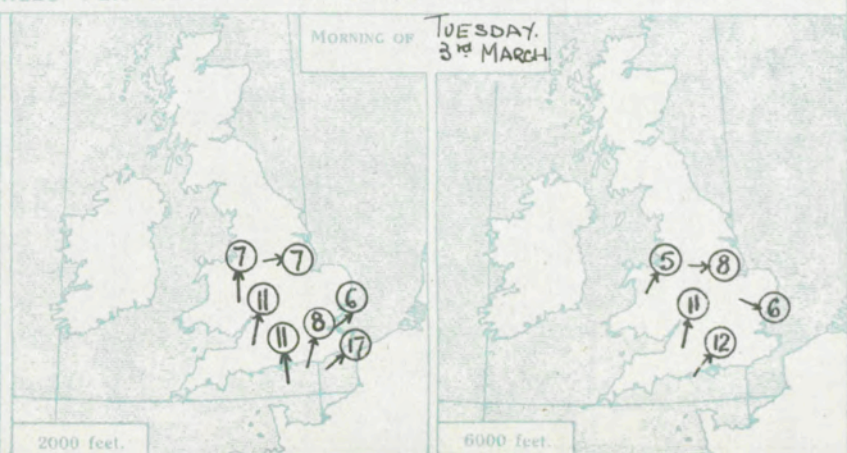 MORNING OF TUESDAY.
3rd MARCH.
7 7
11 6
11 8 17
2000 feet.
5 8
11 6
12
6000 feet.